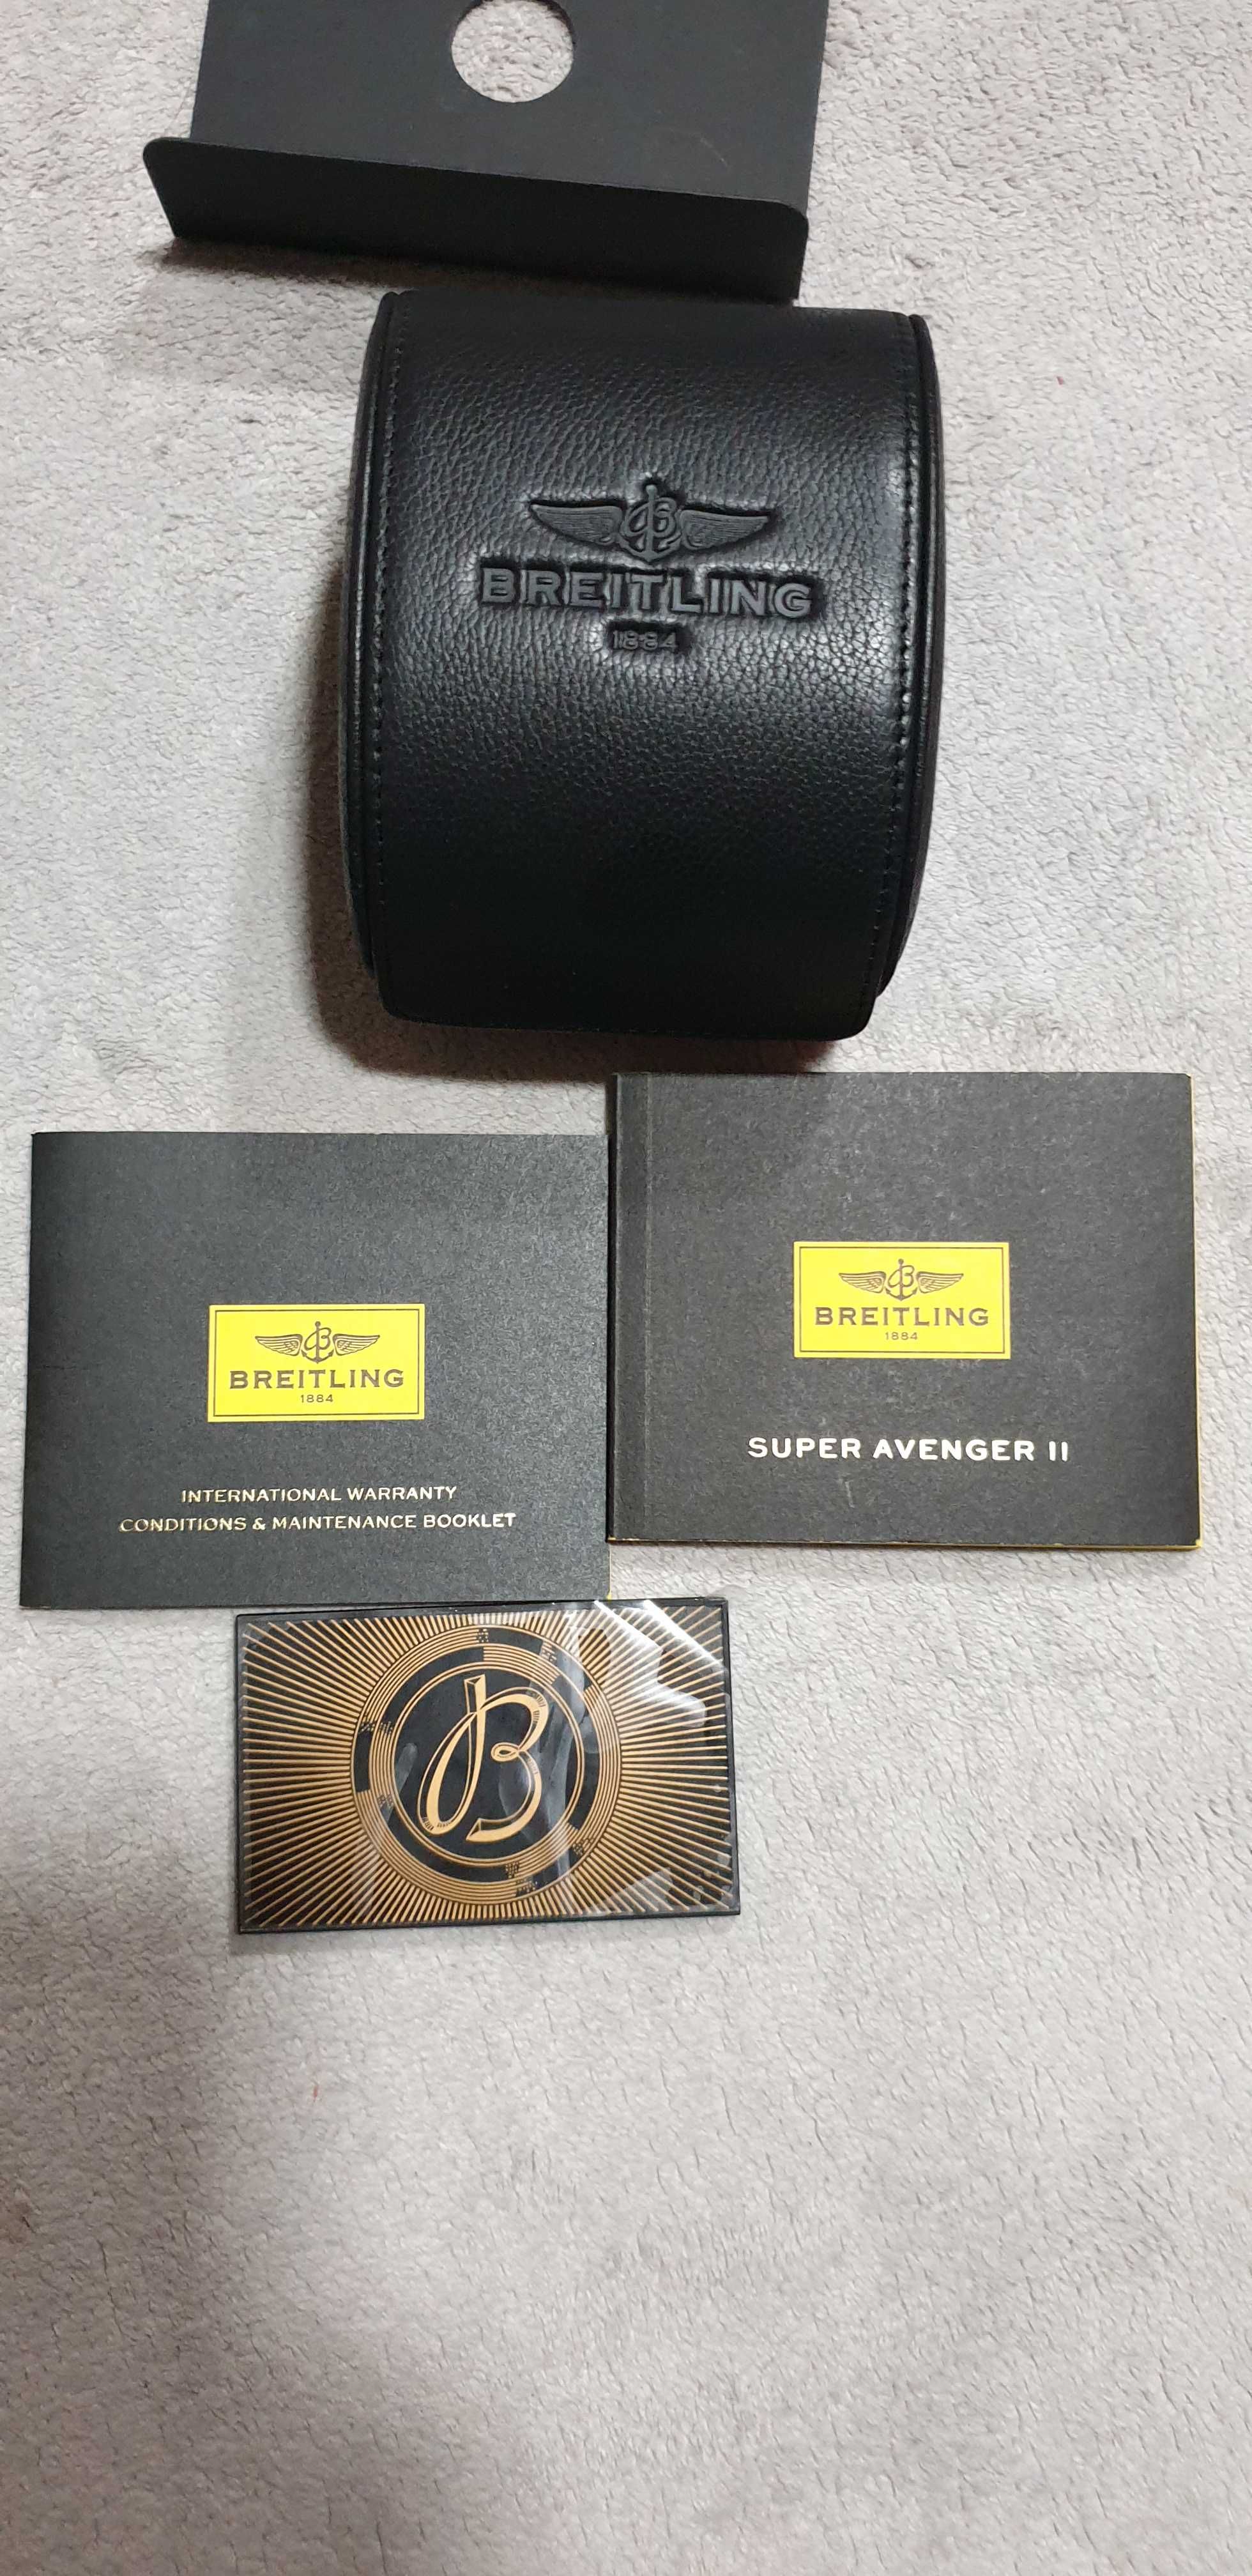 BREITLING
1884
BREITLING
1884
INTERNATIONAL WARRANTY
CONDITIONS & MAINTENANCE BOOKLET
BREITLING
1884
SUPER AVENGER II
B